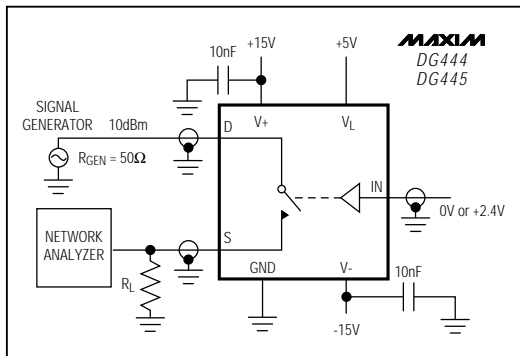 +15V
+5V
MAXIM
DG444
DG445
10nF
SIGNAL
GENERATOR
10dBm
D
V+
VL
RGEN = 50Ω
IN
0V or +2.4V
NETWORK
ANALYZER
S
RL
GND
V-
10nF
-15V